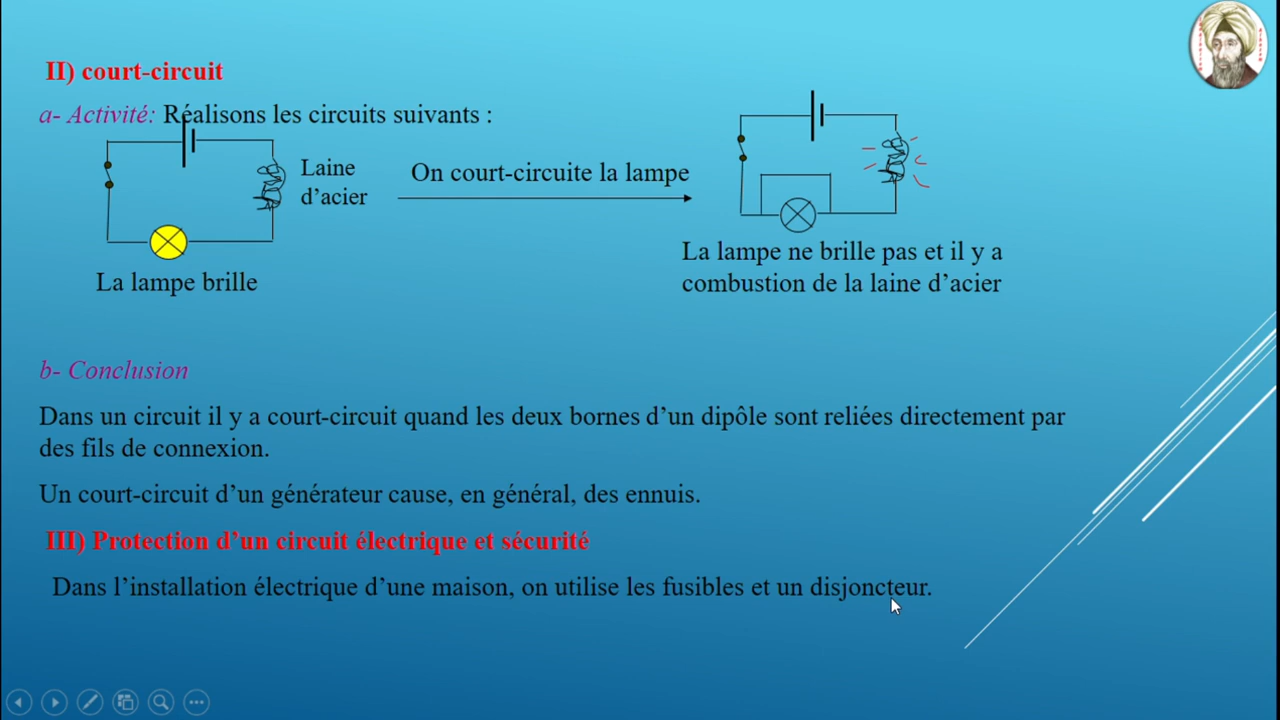 II) court-circuit
a- Activité: Réalisons les circuits suivants :
Laine
d’acier
On court-circuite la lampe
La lampe brille
La lampe ne brille pas et il y a
combustion de la laine d’acier
b- Conclusion
Dans un circuit il y a court-circuit quand les deux bornes d’un dipôle sont reliées directement par
des fils de connexion.
Un court-circuit d’un générateur cause, en général, des ennuis.
III) Protection d’un circuit électrique et sécurité
Dans l’installation électrique d’une maison, on utilise les fusibles et un disjoncteur.